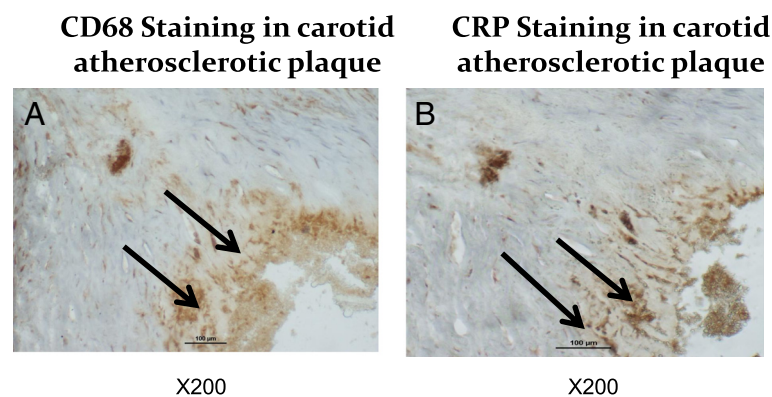 CD68 Staining in carotid
atherosclerotic plaque
CRP Staining in carotid
atherosclerotic plaque
A
B
100 µm
100 µm
X200
X200